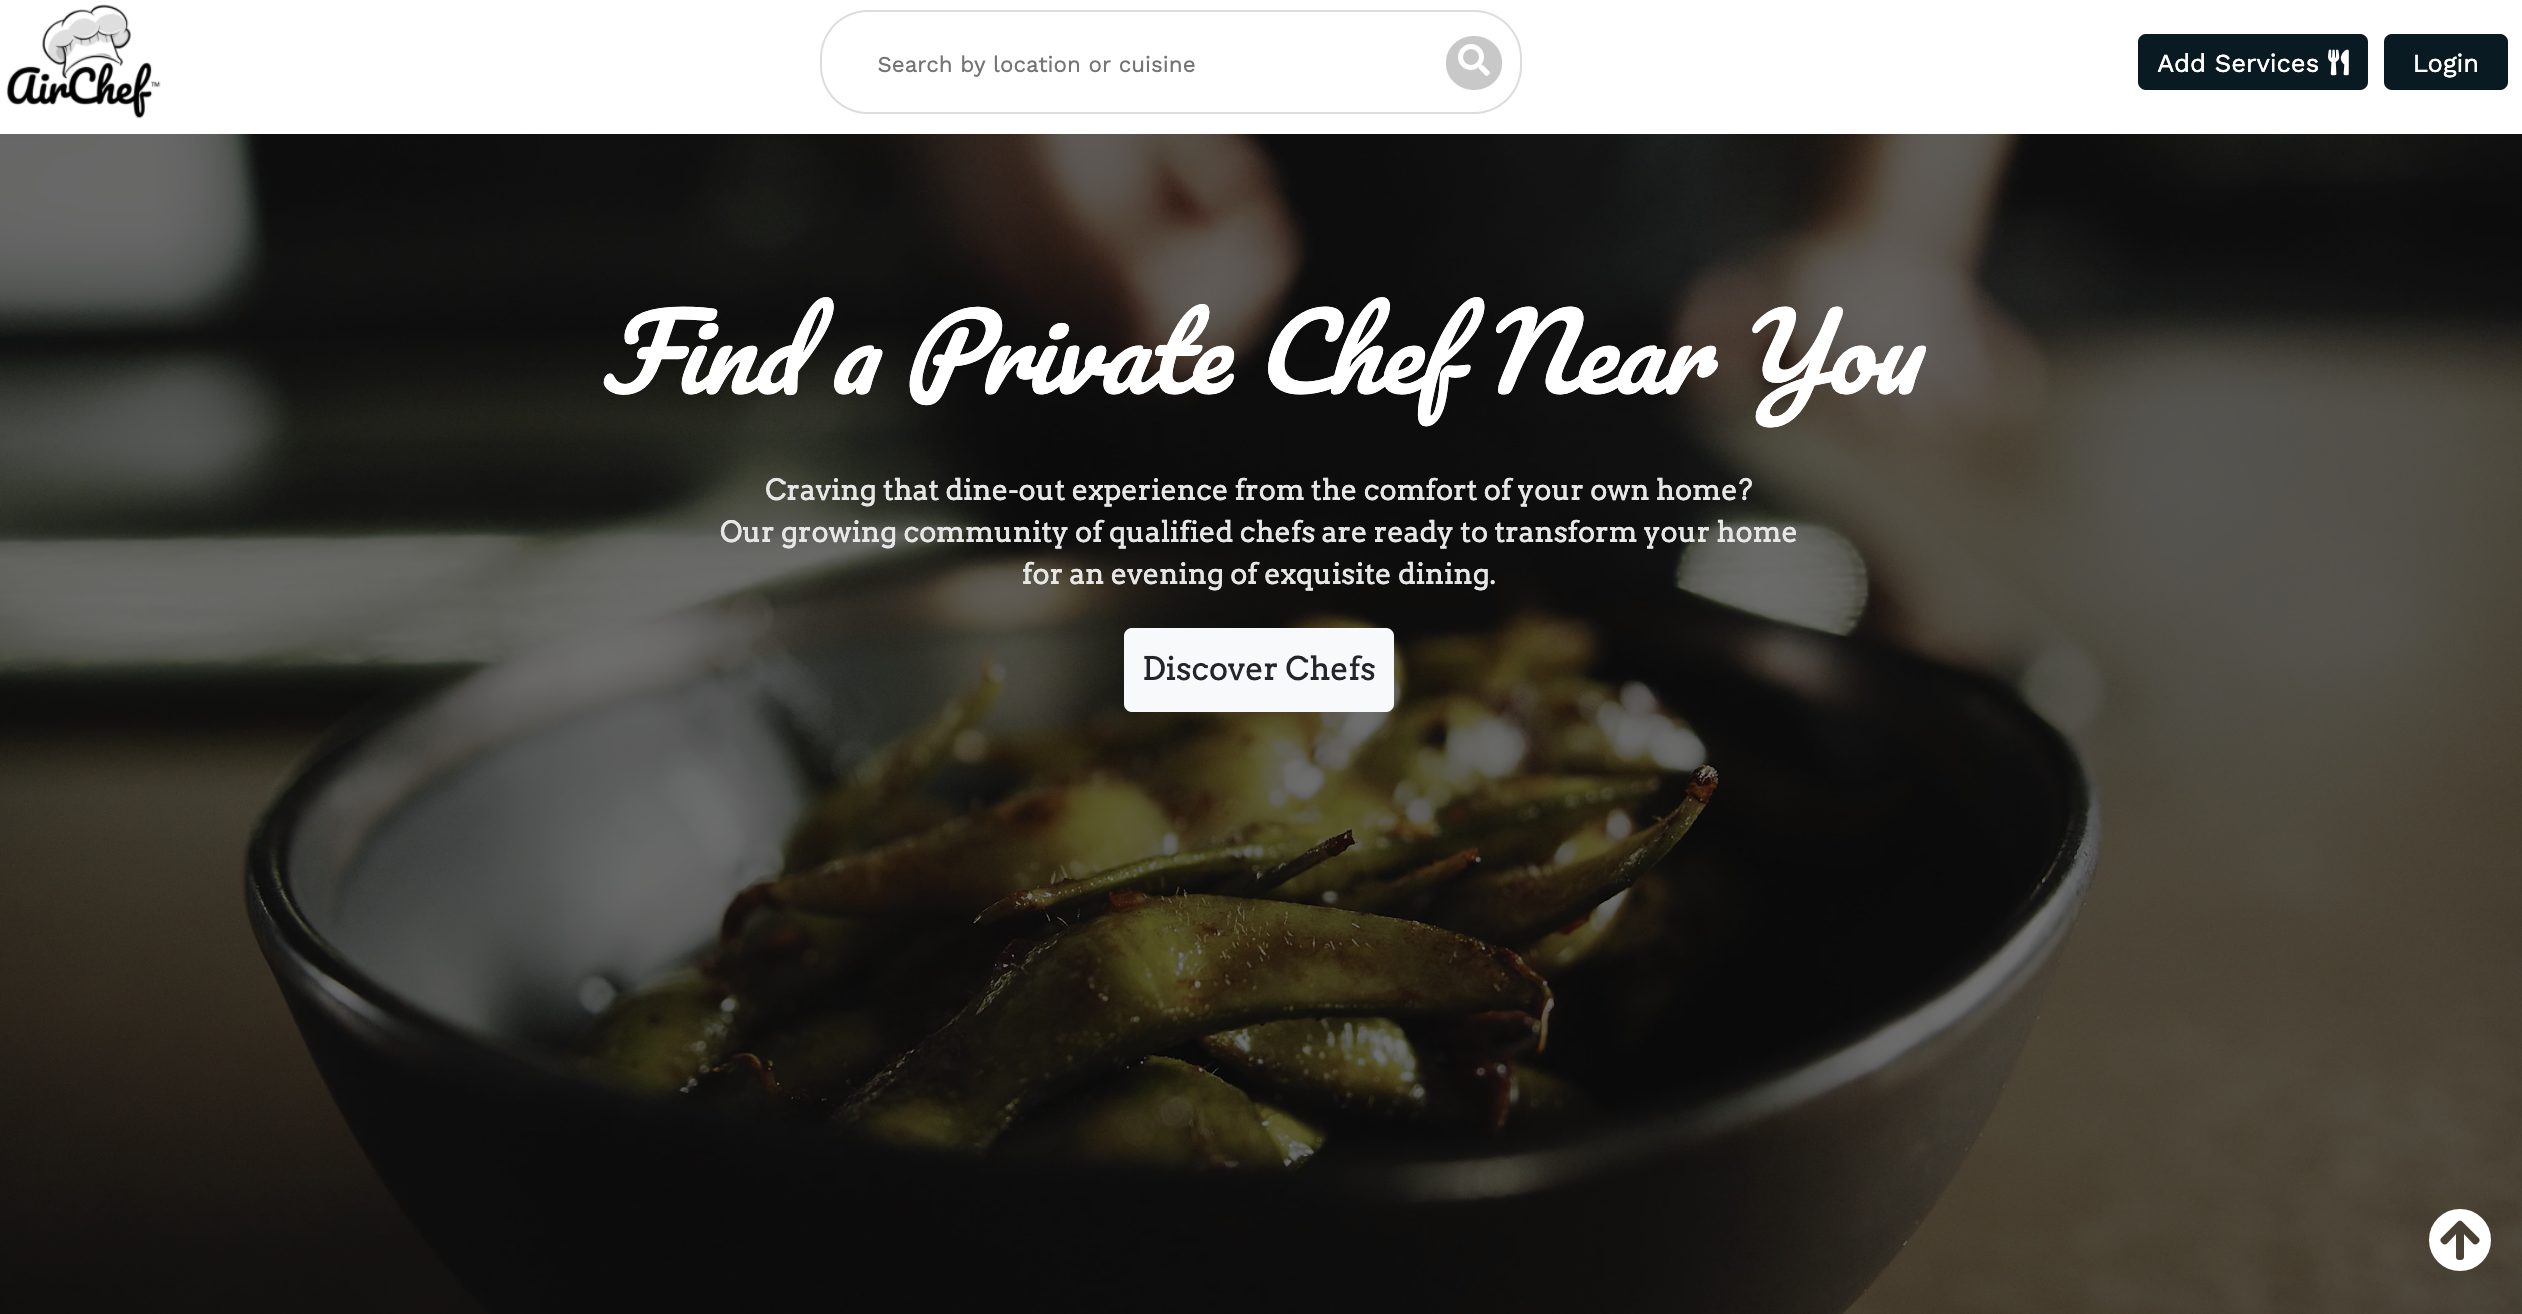 AirChef™
Search by location or cuisine
Add Services
Login
Find a Private Chef Near You
Craving that dine-out experience from the comfort of your own home?
Our growing community of qualified chefs are ready to transform your home
for an evening of exquisite dining.
Discover Chefs